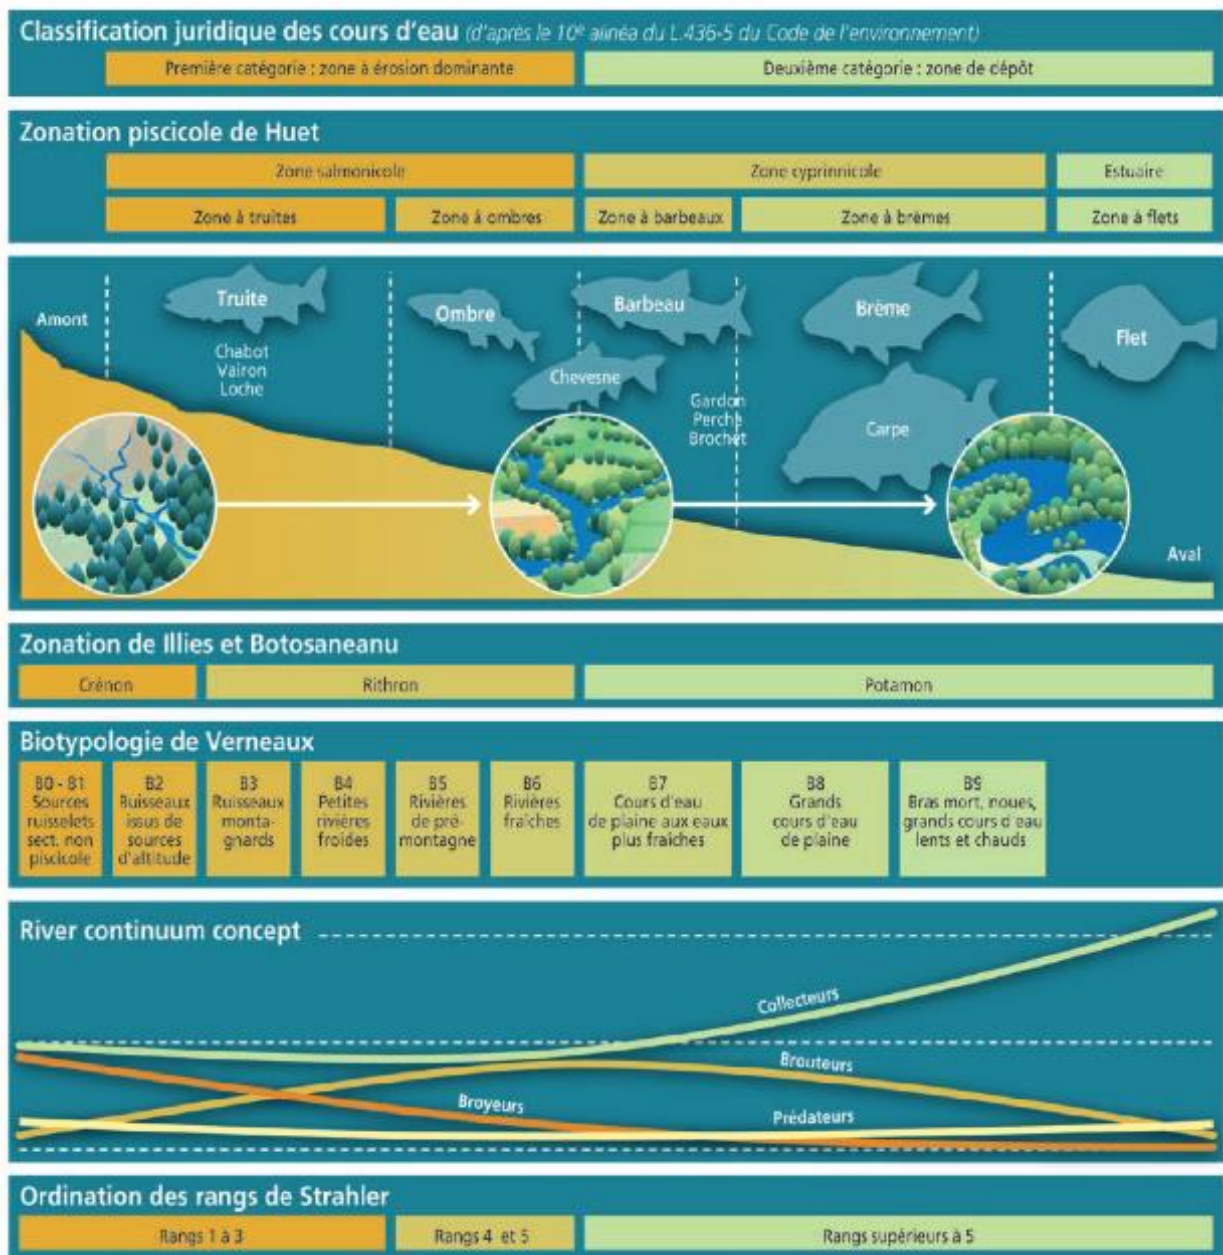 Classification juridique des cours d'eau (d'après le 10e alinéa du L.436-5 du Code de l'environnement)
Première catégorie : zone à érosion dominante
Deuxième catégorie : zone de dépôt
Zonation piscicole de Huet
Zone salmonicole
Zone cyprinnicole
Estuaire
Zone à truites
Zone à ombres
Zone à barbeaux
Zone à brèmes
Zone à flets
Amont
Truite
Chabot
Vairon
Loche
Ombre
Chevesne
Barbeau
Gardon
Perche
Brochet
Brème
Carpe
Flet
Aval
Zonation de Illies et Botosaneanu
Crénon
Rithron
Potamon
Biotypologie de Verneaux
B0 - B1
Sources
ruisselets
sect. non
piscicole
B2
Ruisseaux
issus de
sources
d'altitude
B3
Ruisseaux
monta-
gnards
B4
Petites
rivières
froides
B5
Rivières
de pré-
montagne
B6
Rivières
fraîches
B7
Cours d'eau
de plaine aux eaux
plus fraîches
B8
Grands
cours d'eau
de plaine
B9
Bras mort, noues,
grands cours d'eau
lents et chauds
River continuum concept
Collecteurs
Brouteurs
Broyeurs
Prédateurs
Ordination des rangs de Strahler
Rangs 1 à 3
Rangs 4 et 5
Rangs supérieurs à 5